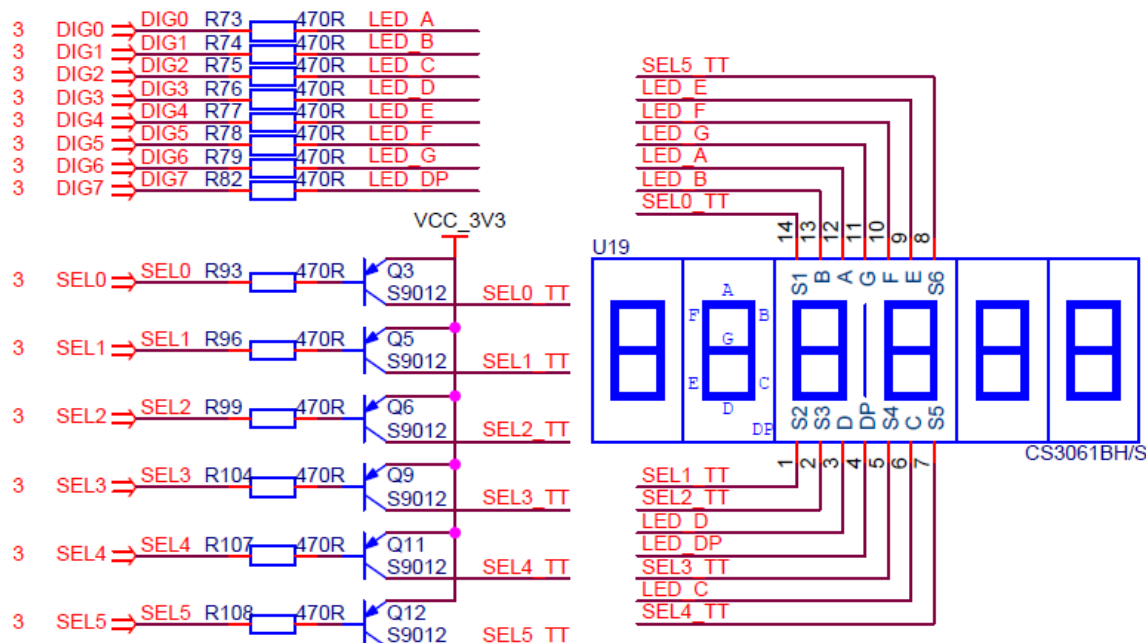 3 DIG0 DIG0 R73 470R LED_A
3 DIG1 DIG1 R74 470R LED_B
3 DIG2 DIG2 R75 470R LED_C
3 DIG3 DIG3 R76 470R LED_D
3 DIG4 DIG4 R77 470R LED_E
3 DIG5 DIG5 R78 470R LED_F
3 DIG6 DIG6 R79 470R LED_G
3 DIG7 DIG7 R82 470R LED_DP
VCC_3V3
3 SEL0 SEL0 R93 470R Q3
S9012 SEL0_TT
3 SEL1 SEL1 R96 470R Q5
S9012 SEL1_TT
3 SEL2 SEL2 R99 470R Q6
S9012 SEL2_TT
3 SEL3 SEL3 R104 470R Q9
S9012 SEL3_TT
3 SEL4 SEL4 R107 470R Q11
S9012 SEL4_TT
3 SEL5 SEL5 R108 470R Q12
S9012 SEL5_TT
SEL5_TT
LED_E
LED_F
LED_G
LED_A
LED_B
SEL0_TT
14 13 12 11 10 9 8
U19
S1 B A G F E S6
A
F B
G
E C
D
DP
S2 S3 D DP S4 C S5
CS3061BH/S
1 2 3 4 5 6 7
SEL1_TT
SEL2_TT
LED_D
LED_DP
SEL3_TT
LED_C
SEL4_TT